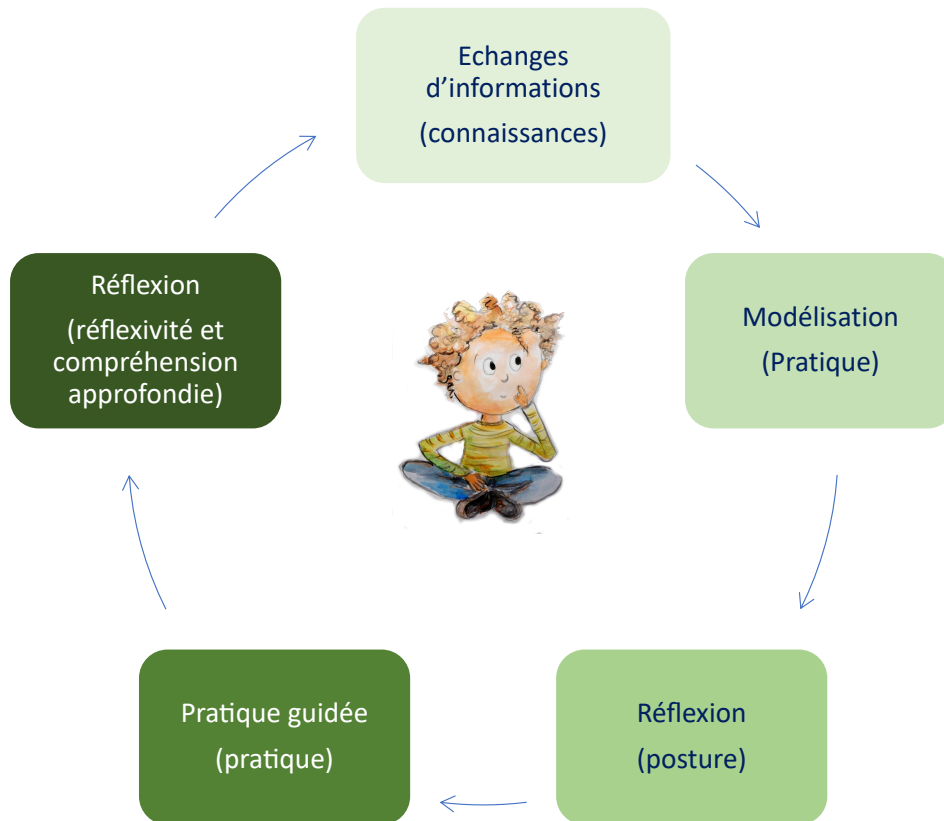 Echanges
d’informations
(connaissances)
Modélisation
(Pratique)
Réflexion
(posture)
Pratique guidée
(pratique)
Réflexion
(réflexivité et
compréhension
approfondie)